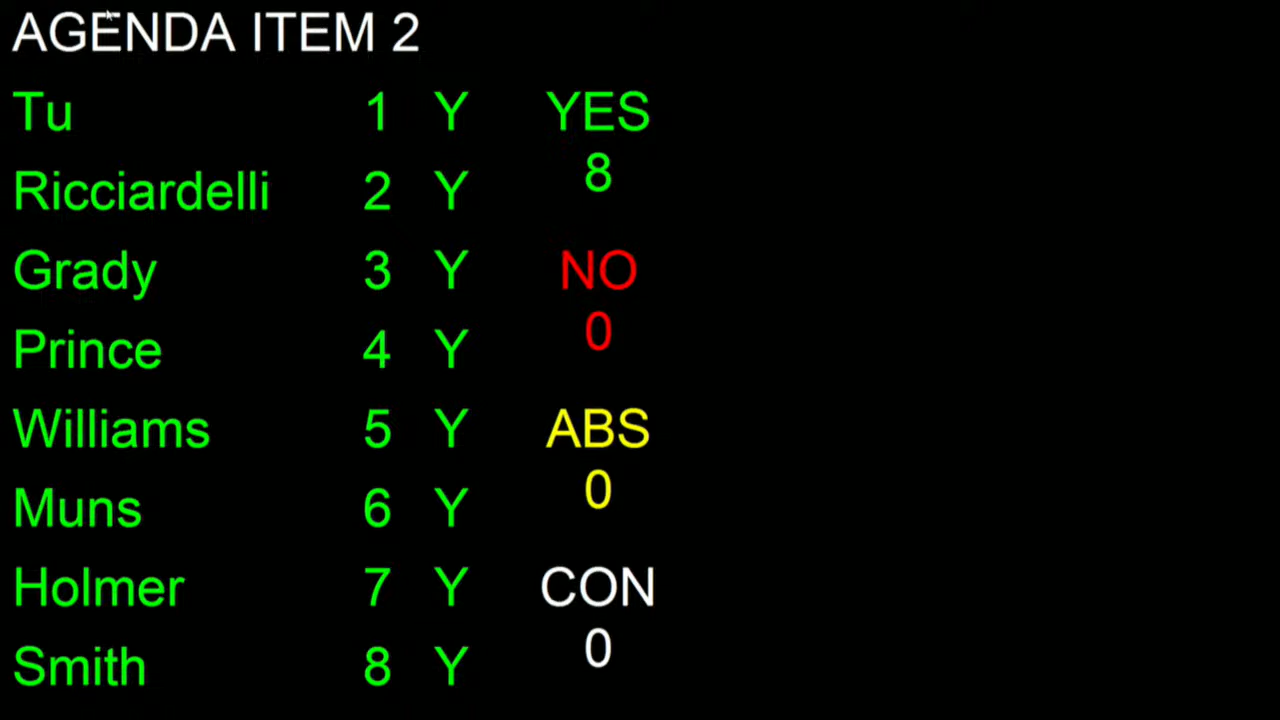 AGENDA ITEM 2
Tu 1 Y
Ricciardelli 2 Y
Grady 3 Y
Prince 4 Y
Williams 5 Y
Muns 6 Y
Holmer 7 Y
Smith 8 Y
YES
8
NO
0
ABS
0
CON
0